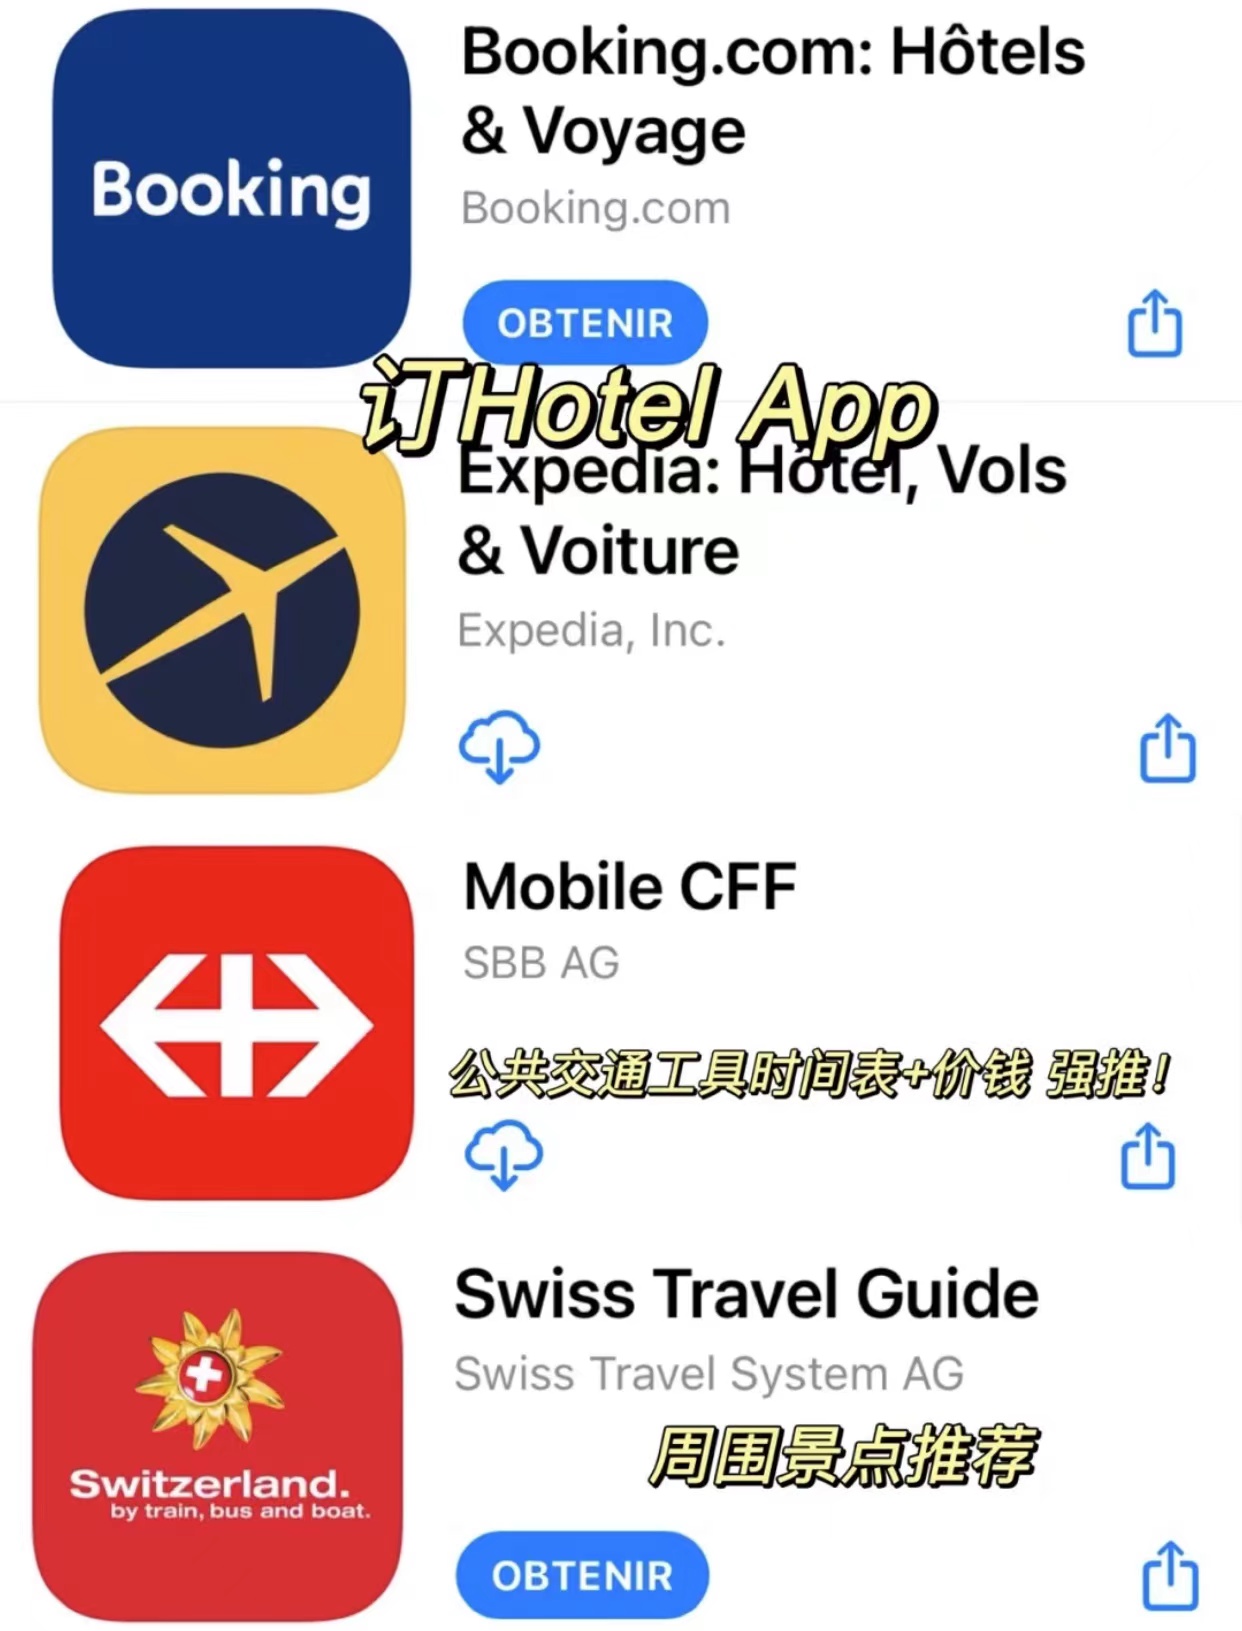 Booking
Booking.com: Hôtels
& Voyage
Booking.com
OBTENIR
订Hotel App
Expedia: Hôtel, Vols
& Voiture
Expedia, Inc.
Mobile CFF
SBB AG
公共交通工具时间表+价钱 强推！
Swiss Travel Guide
Swiss Travel System AG
周围景点推荐
Switzerland.
by train, bus and boat.
OBTENIR